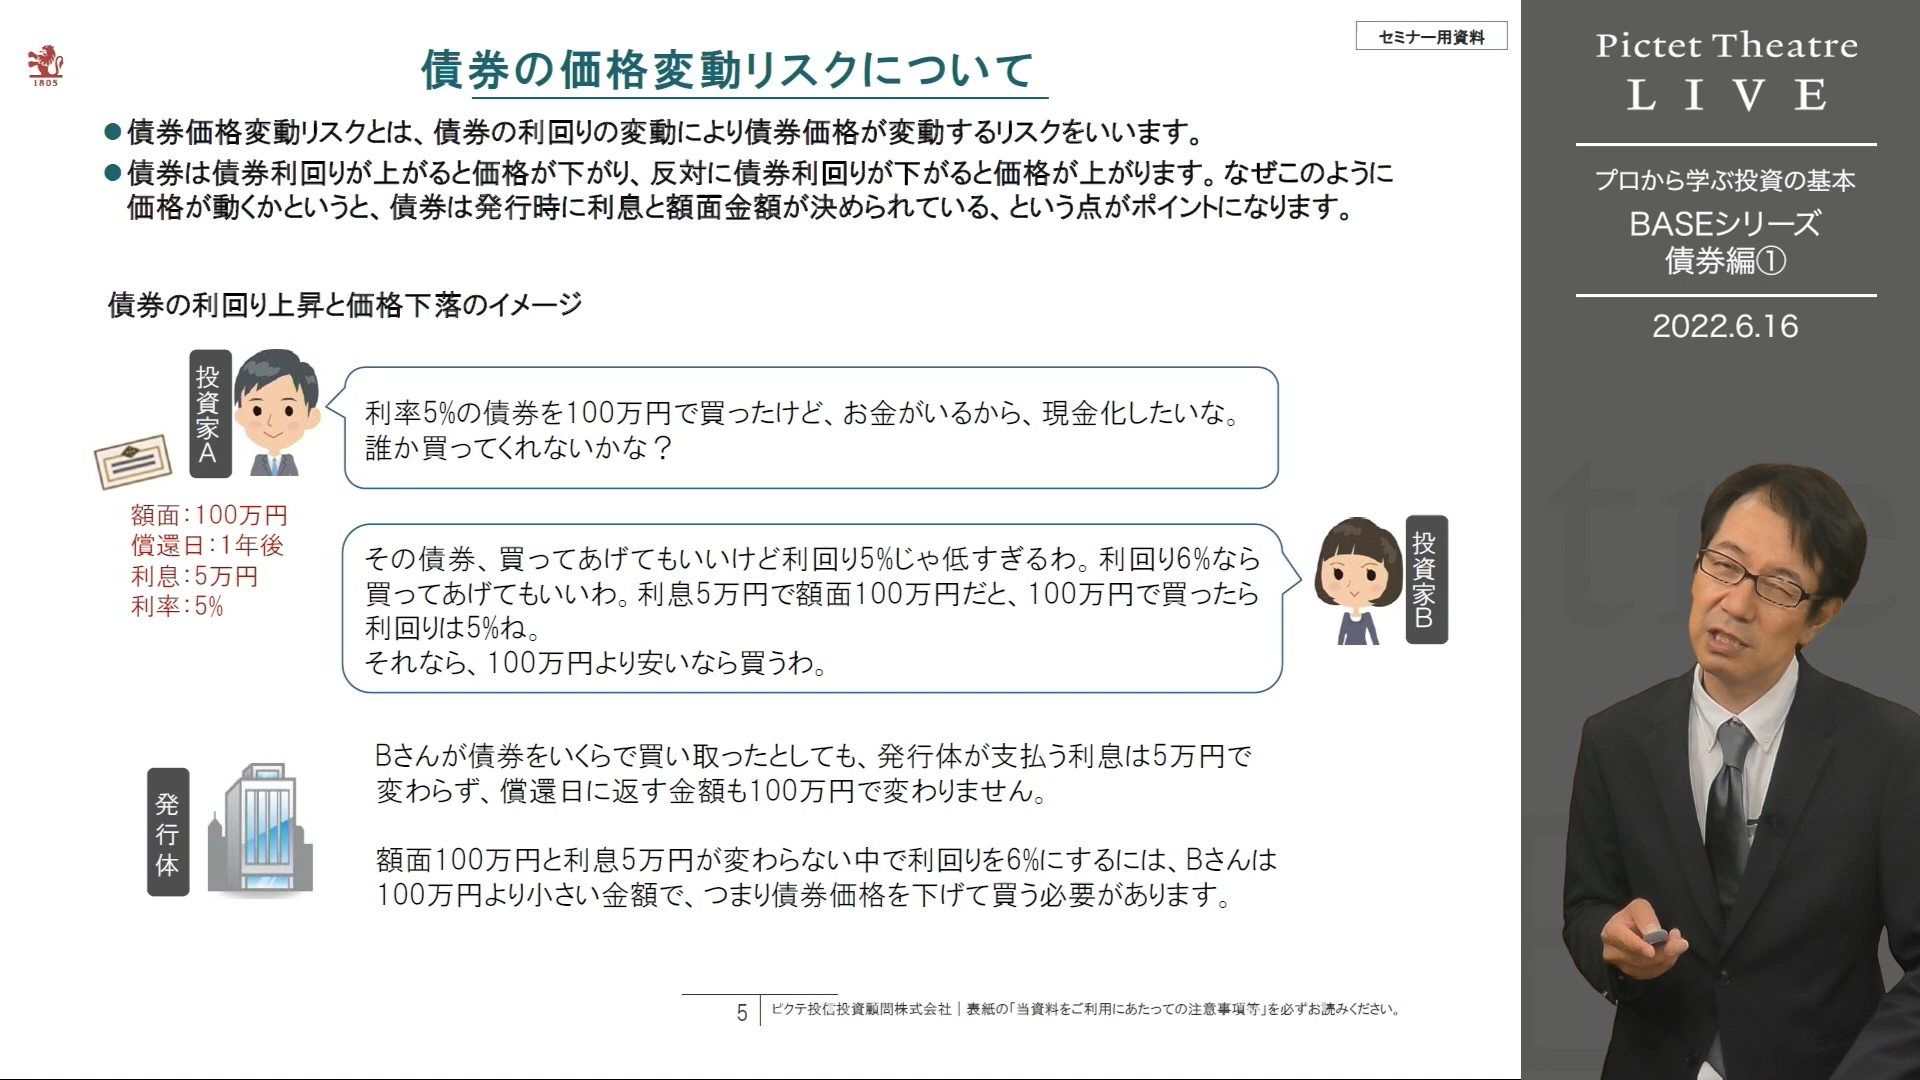 1805
債券の価格変動リスクについて
セミナー用資料
●債券価格変動リスクとは、債券の利回りの変動により債券価格が変動するリスクをいいます。
●債券は債券利回りが上がると価格が下がり、反対に債券利回りが下がると価格が上がります。なぜこのように
価格が動くかというと、債券は発行時に利息と額面金額が決められている、という点がポイントになります。
債券の利回り上昇と価格下落のイメージ
投資家A
利率5%の債券を100万円で買ったけど、お金がいるから、現金化したいな。
誰か買ってくれないかな？
額面：100万円
償還日：1年後
利息：5万円
利率：5%
その債券、買ってあげてもいいけど利回り5%じゃ低すぎるわ。利回り6%なら
買ってあげてもいいわ。利息5万円で額面100万円だと、100万円で買ったら
利回りは5%ね。
それなら、100万円より安いなら買うわ。
投資家B
発行体
Bさんが債券をいくらで買い取ったとしても、発行体が支払う利息は5万円で
変わらず、償還日に返す金額も100万円で変わりません。
額面100万円と利息5万円が変わらない中で利回りを6%にするには、Bさんは
100万円より小さい金額で、つまり債券価格を下げて買う必要があります。
5 ピクテ投信投資顧問株式会社｜表紙の「当資料をご利用にあたっての注意事項等」を必ずお読みください。
Pictet Theatre
LIVE
プロから学ぶ投資の基本
BASEシリーズ
債券編①
2022.6.16